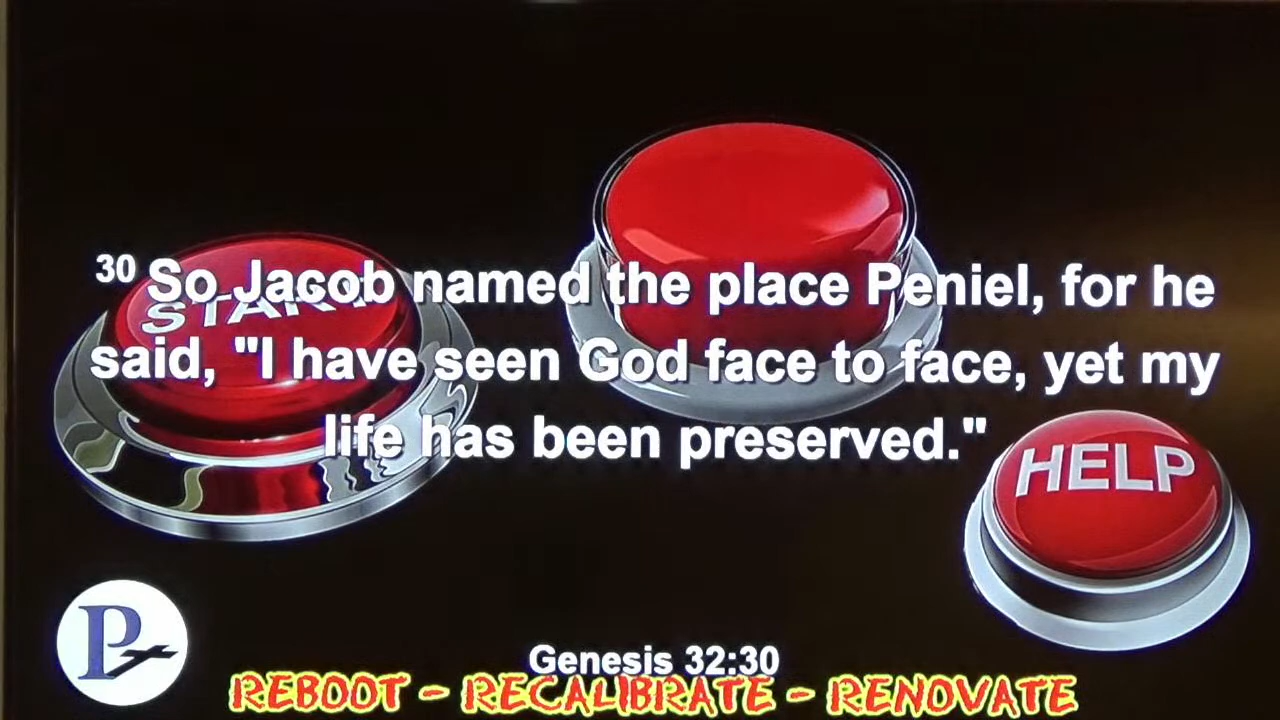 START
30 So Jacob named the place Peniel, for he
said, "I have seen God face to face, yet my
life has been preserved."
HELP
P
Genesis 32:30
REBOOT - RECALIBRATE - RENOVATE